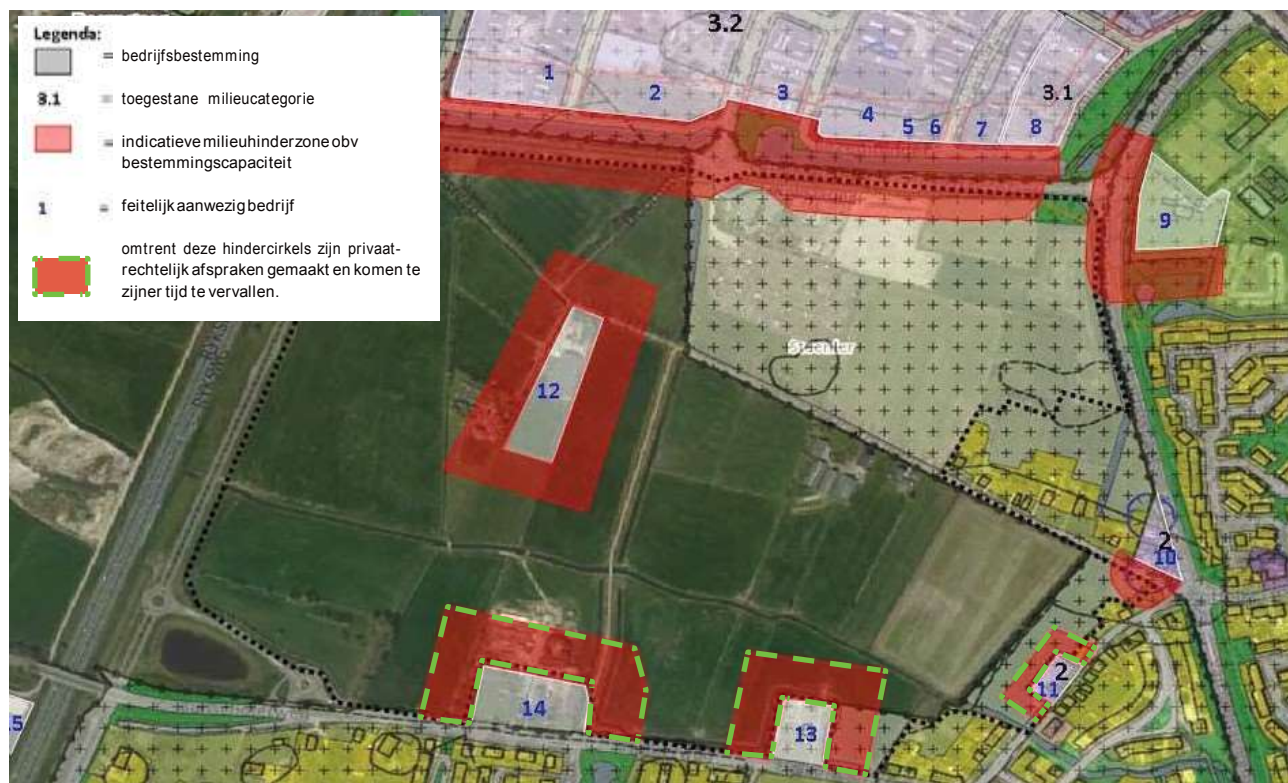 Legenda:
= bedrijfsbestemming
3.1 = toegestane milieucategorie
= indicatieve milieuhinderzone obv
bestemmingscapaciteit
1 = feitelijk aanwezig bedrijf
omtrent deze hindercirkels zijn privaat-
rechtelijk afspraken gemaakt en komen te
zijner tijd te vervallen.
3.2
1
2
3
3.1
4
5
6
7
8
9
12
2
10
2
11
14
13